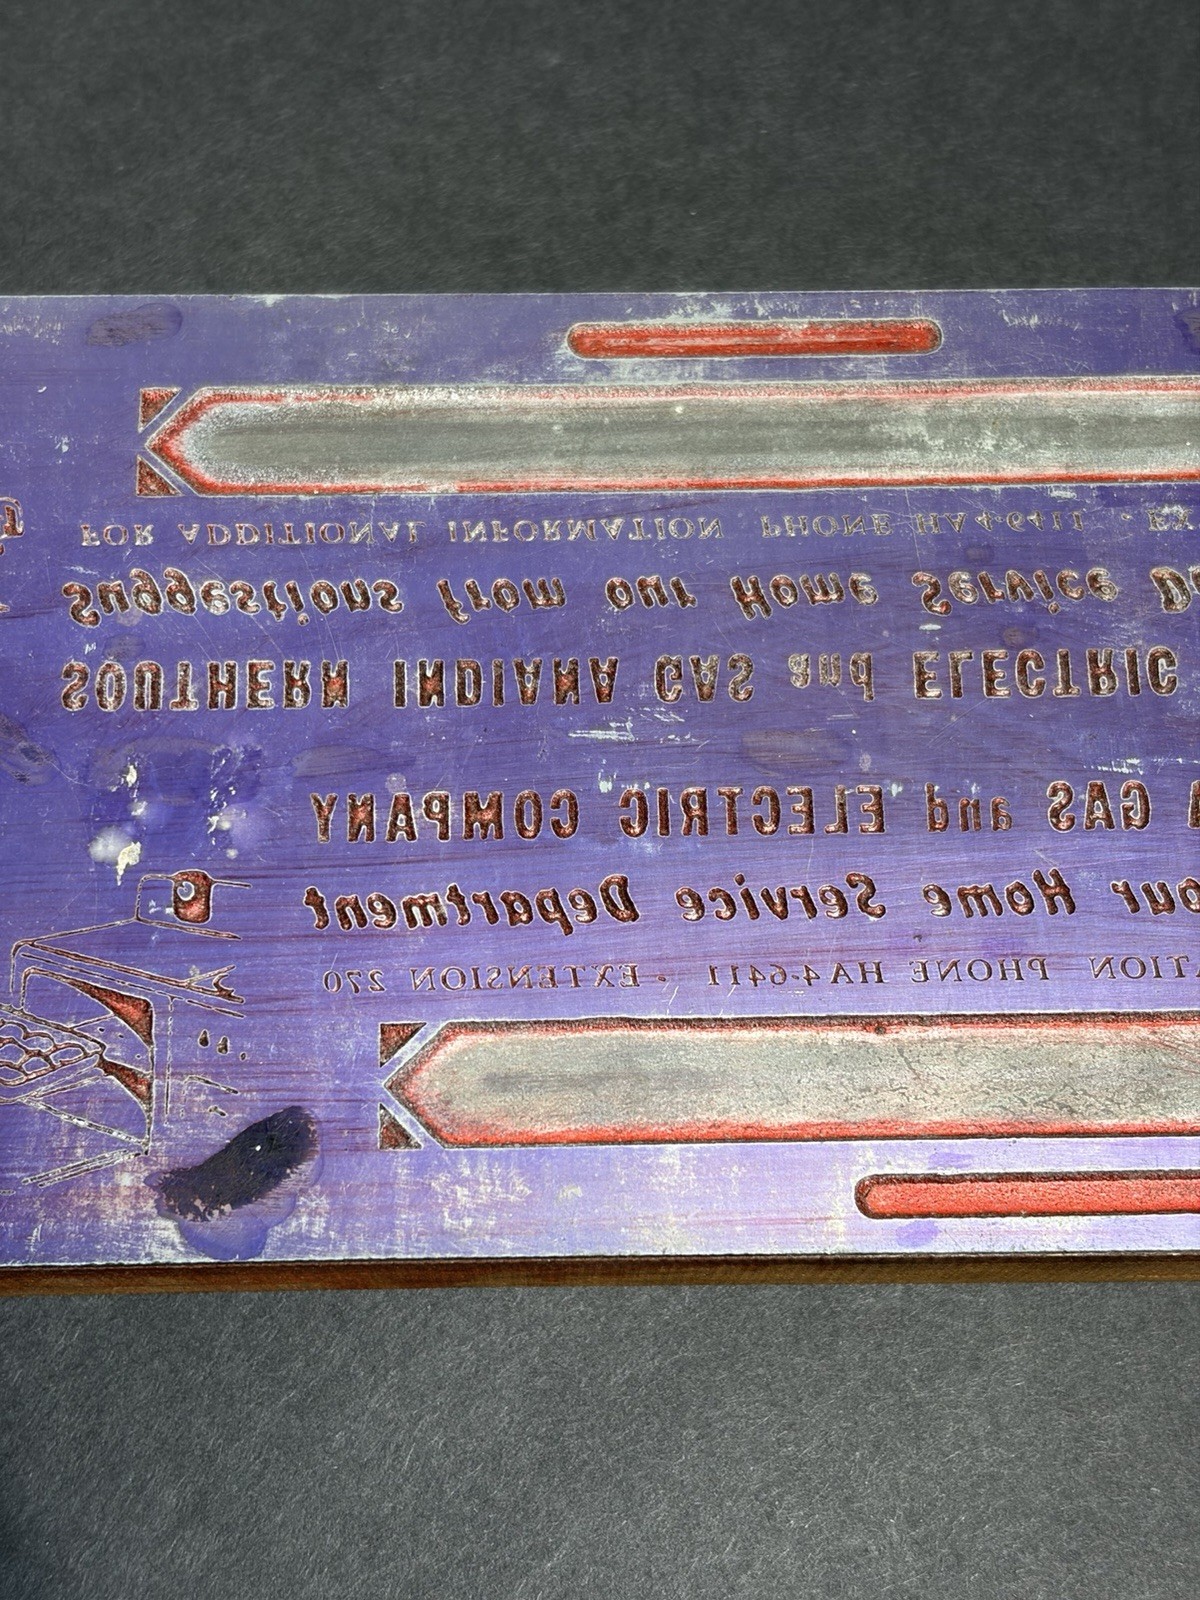 FOR ADDITIONAL INFORMATION PHONE HA4-6411 · EX
Suggestions from our Home Service D
SOUTHERN INDIANA GAS and ELECTRIC
GAS and ELECTRIC COMPANY
our Home Service Department
ATION PHONE HA4-6411 · EXTENSION 270